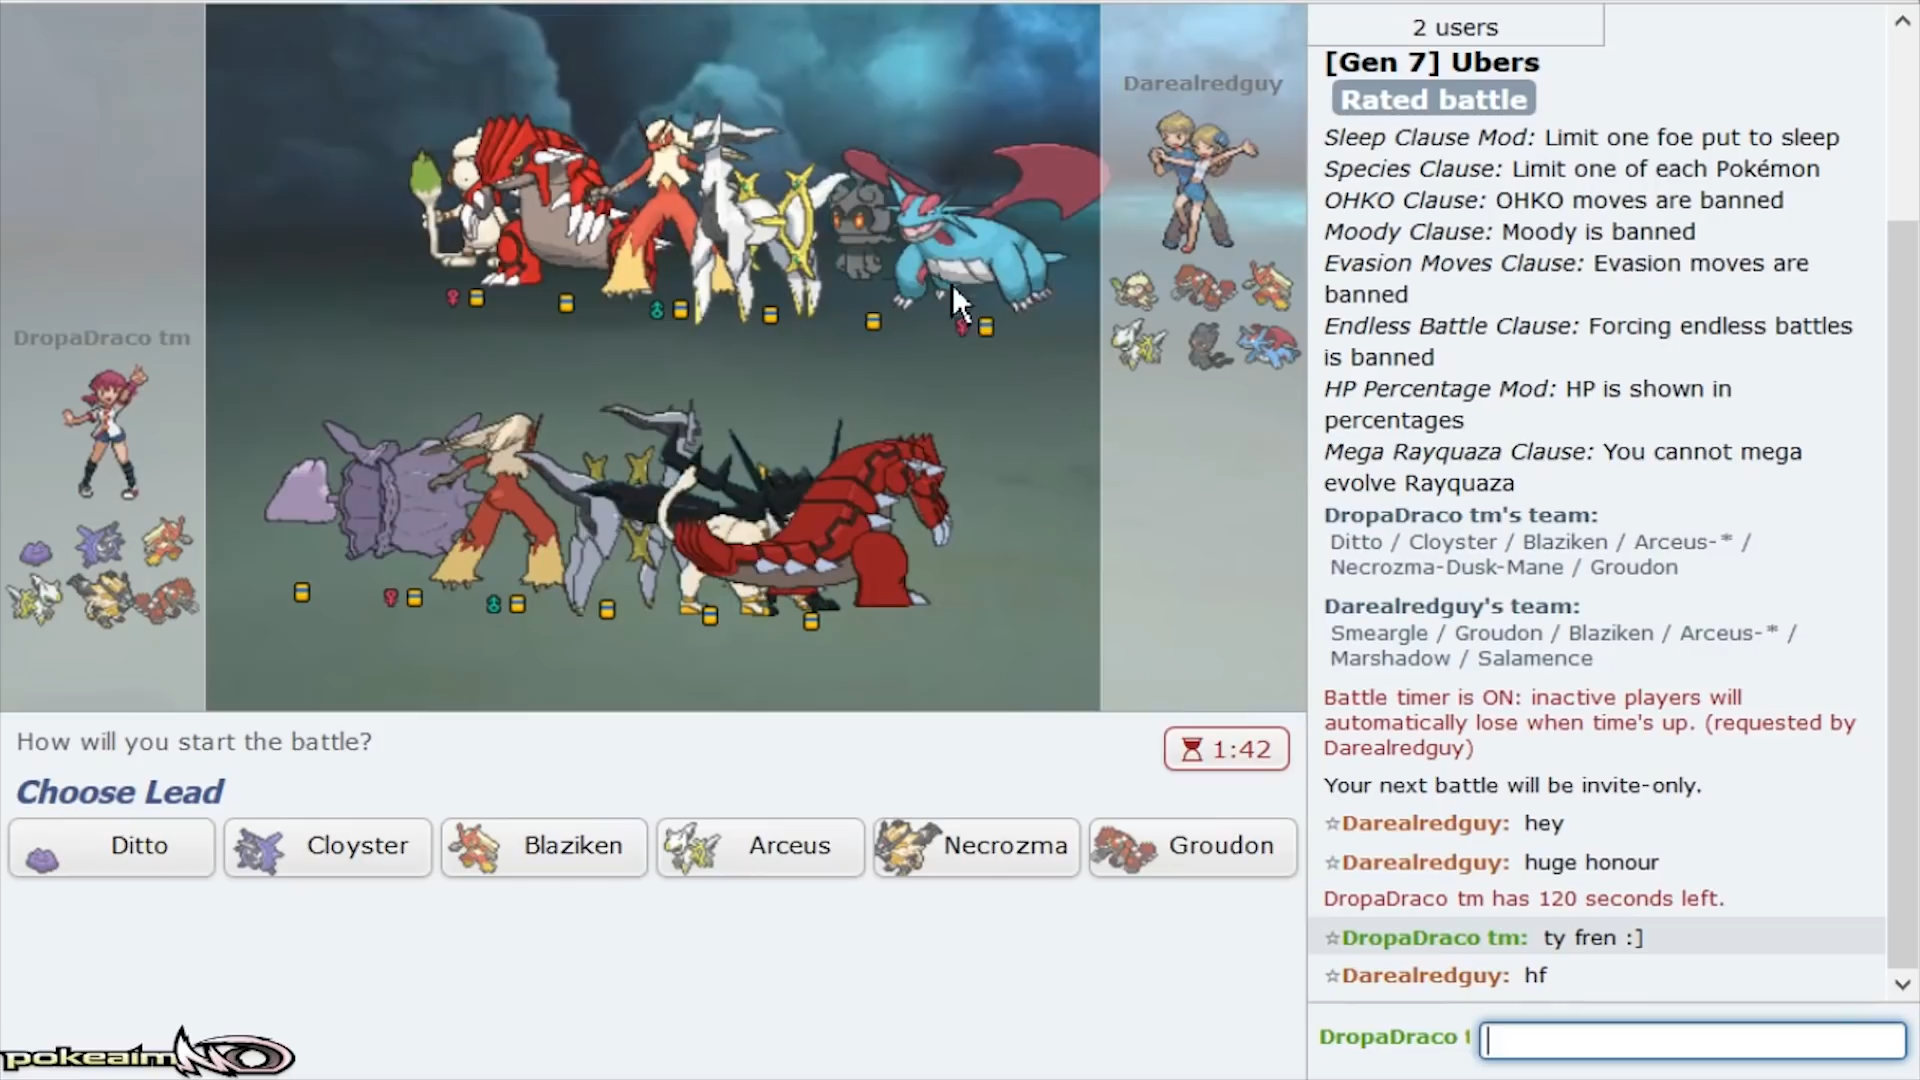 DropaDraco tm
Darealredguy
How will you start the battle?
1:42
Choose Lead
Ditto
Cloyster
Blaziken
Arceus
Necrozma
Groudon
pokeaimMD
2 users
[Gen 7] Ubers
Rated battle
Sleep Clause Mod: Limit one foe put to sleep
Species Clause: Limit one of each Pokémon
OHKO Clause: OHKO moves are banned
Moody Clause: Moody is banned
Evasion Moves Clause: Evasion moves are
banned
Endless Battle Clause: Forcing endless battles
is banned
HP Percentage Mod: HP is shown in
percentages
Mega Rayquaza Clause: You cannot mega
evolve Rayquaza
DropaDraco tm's team:
Ditto / Cloyster / Blaziken / Arceus-* /
Necrozma-Dusk-Mane / Groudon
Darealredguy's team:
Smeargle / Groudon / Blaziken / Arceus-* /
Marshadow / Salamence
Battle timer is ON: inactive players will
automatically lose when time's up. (requested by
Darealredguy)
Your next battle will be invite-only.
☆Darealredguy: hey
☆Darealredguy: huge honour
DropaDraco tm has 120 seconds left.
☆DropaDraco tm: ty fren :]
☆Darealredguy: hf
DropaDraco t